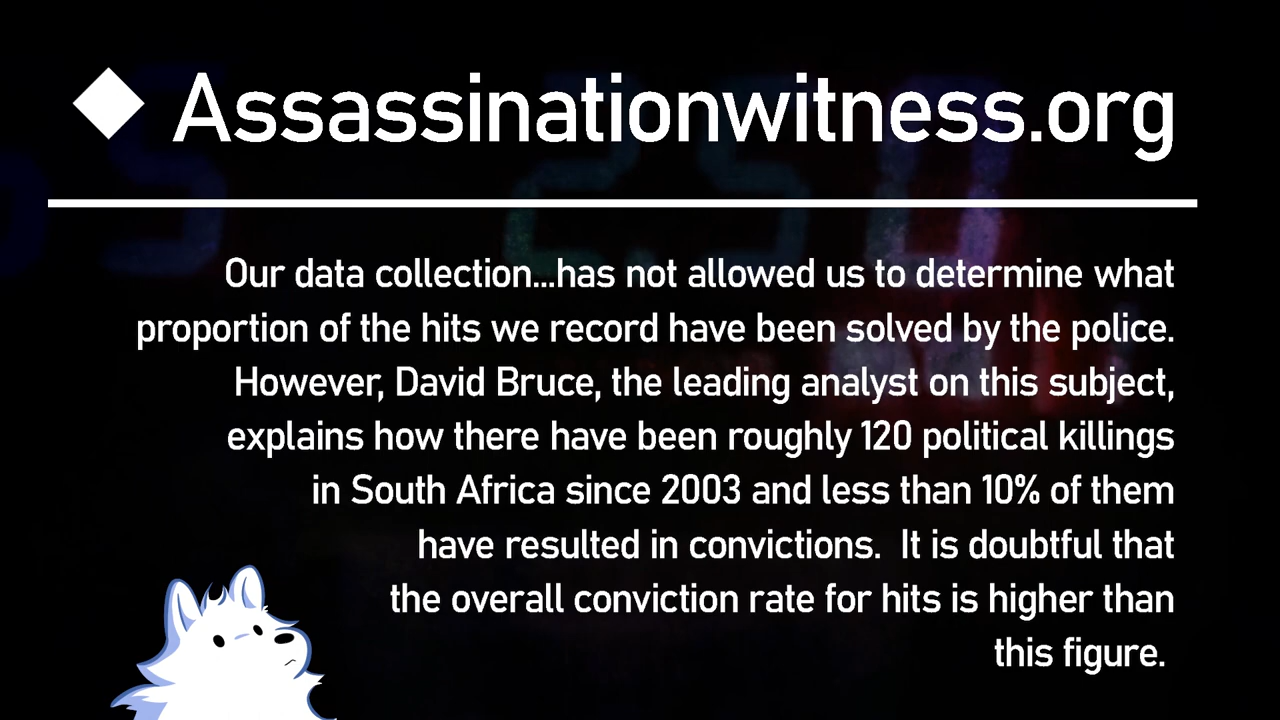 Assassinationwitness.org
Our data collection...has not allowed us to determine what
proportion of the hits we record have been solved by the police.
However, David Bruce, the leading analyst on this subject,
explains how there have been roughly 120 political killings
in South Africa since 2003 and less than 10% of them
have resulted in convictions.  It is doubtful that
the overall conviction rate for hits is higher than
this figure.